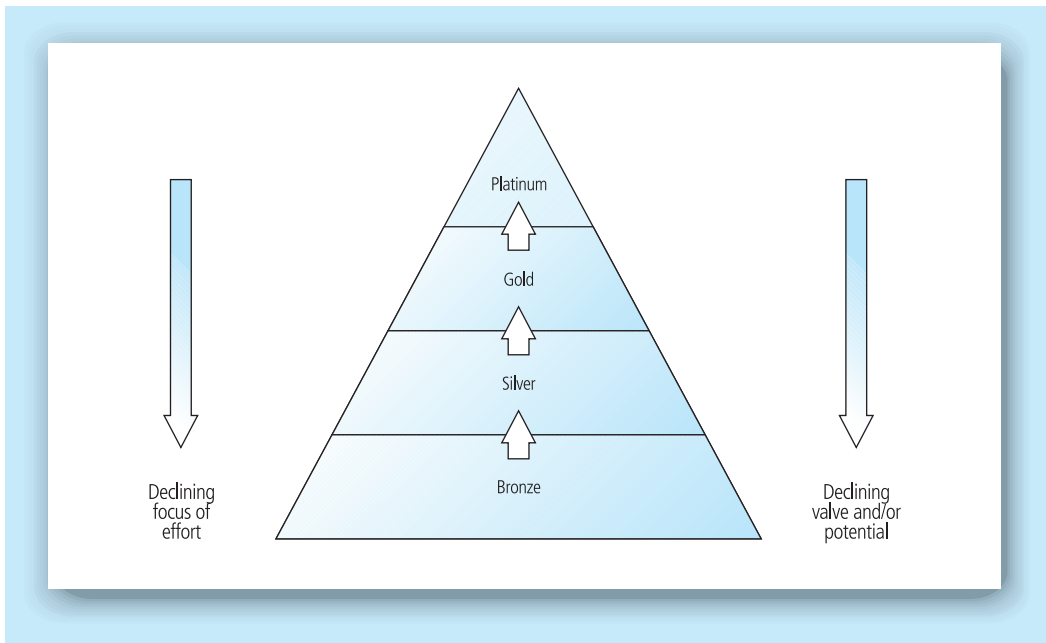 Platinum
Gold
Silver
Bronze
Declining
focus of
effort
Declining
valve and/or
potential